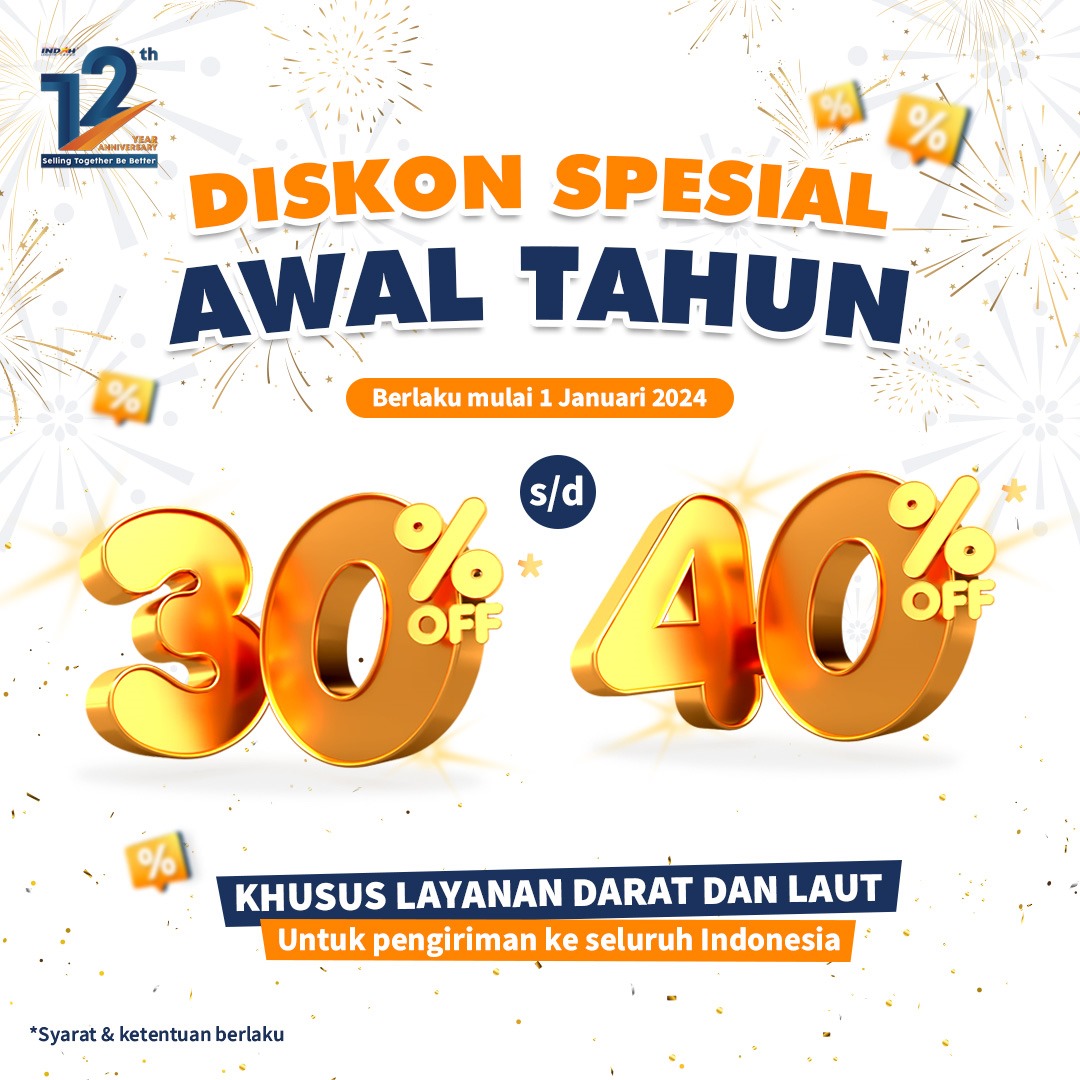 INDAH
12th
YEAR
ANNIVERSARY
Selling Together Be Better
DISKON SPESIAL
AWAL TAHUN
Berlaku mulai 1 Januari 2024
30% OFF*
s/d
40% OFF*
KHUSUS LAYANAN DARAT DAN LAUT
Untuk pengiriman ke seluruh Indonesia
*Syarat & ketentuan berlaku